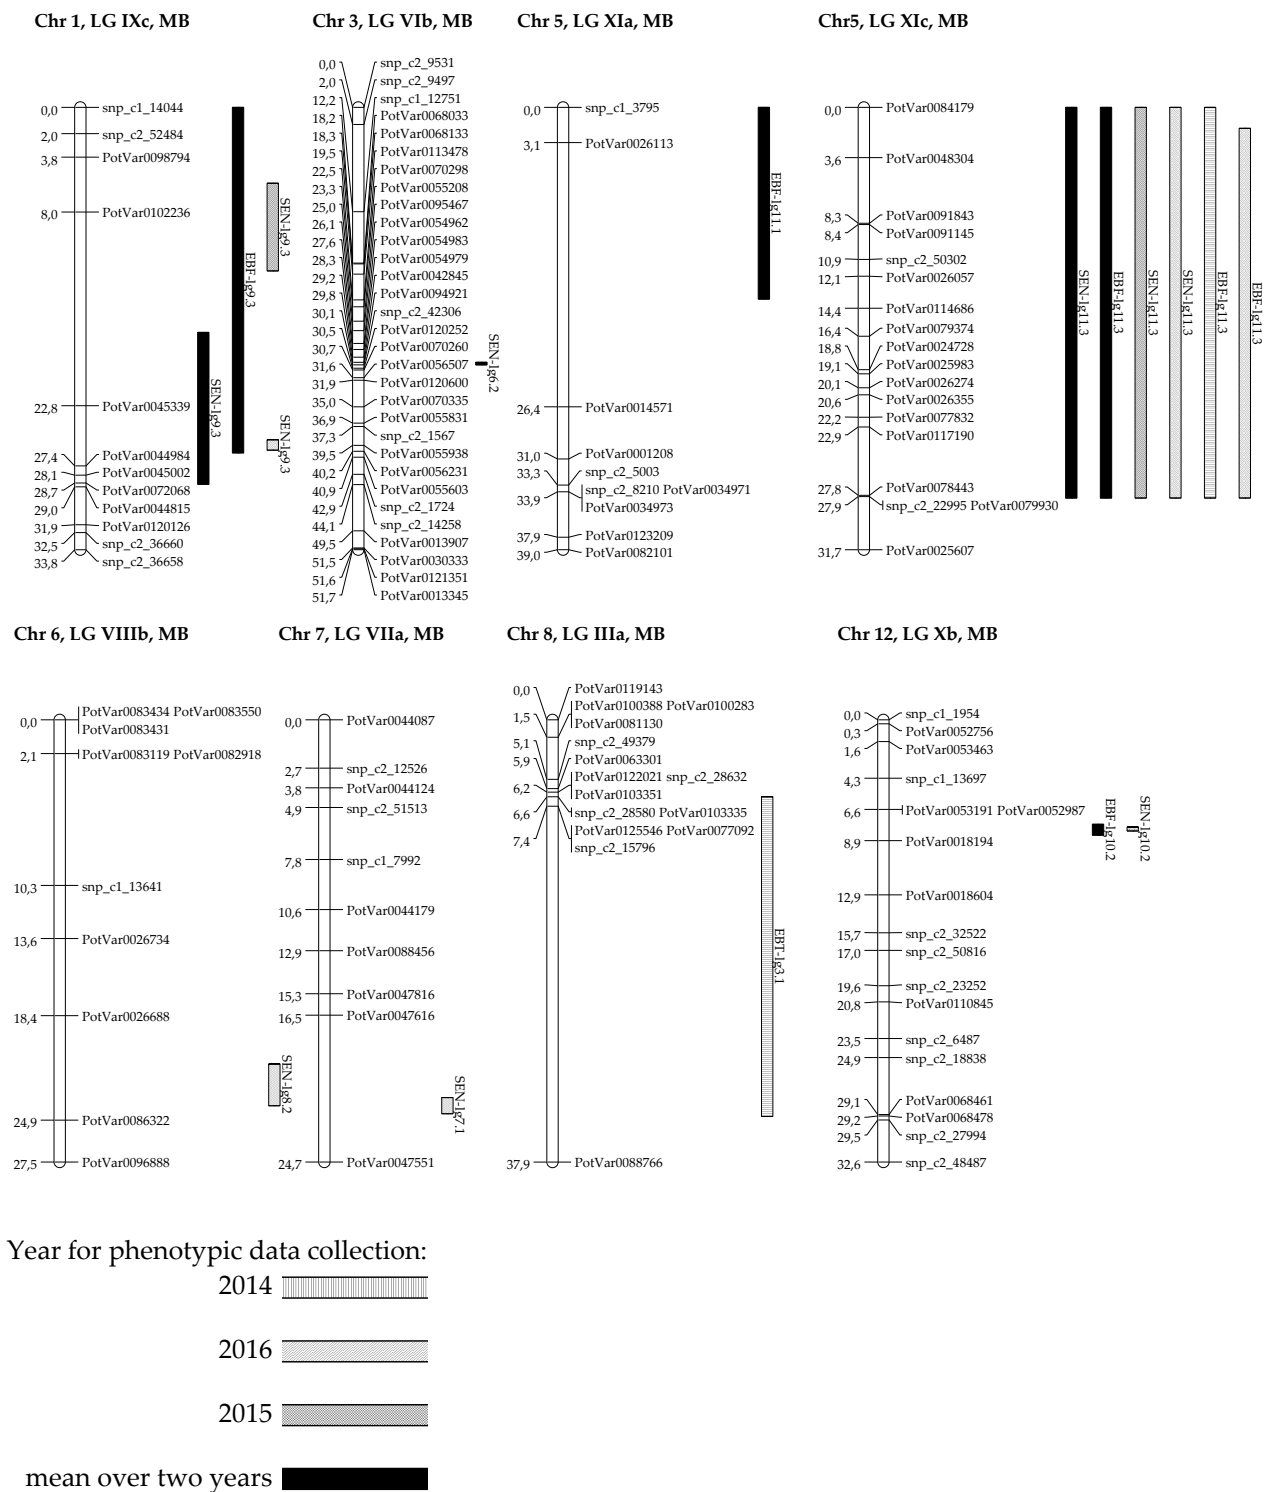 Chr 1, LG IXc, MB
0,0 snp_c1_14044
2,0 snp_c2_52484
3,8 PotVar0098794
8,0 PotVar0102236
22,8 PotVar0045339
27,4 PotVar0044984
28,1 PotVar0045002
28,7 PotVar0072068
29,0 PotVar0044815
31,9 PotVar0120126
32,5 snp_c2_36660
33,8 snp_c2_36658
SEN-lg9.3
EBF-lg9.3
SEN-lg9.3
SEN-lg9.3
Chr 3, LG VIb, MB
0,0 snp_c2_9531
2,0 snp_c2_9497
12,2 snp_c1_12751
18,2 PotVar0068033
18,3 PotVar0068133
19,5 PotVar0113478
22,5 PotVar0070298
23,3 PotVar0055208
25,0 PotVar0095467
26,1 PotVar0054962
27,6 PotVar0054983
28,3 PotVar0054979
29,2 PotVar0042845
29,8 PotVar0094921
30,1 snp_c2_42306
30,5 PotVar0120252
30,7 PotVar0070260
31,6 PotVar0056507
31,9 PotVar0120600
35,0 PotVar0070335
36,9 PotVar0055831
37,3 snp_c2_1567
39,5 PotVar0055938
40,2 PotVar0056231
40,9 PotVar0055603
42,9 snp_c2_1724
44,1 snp_c2_14258
49,5 PotVar0013907
51,5 PotVar0030333
51,6 PotVar0121351
51,7 PotVar0013345
SEN-lg6.2
Chr 5, LG XIa, MB
0,0 snp_c1_3795
3,1 PotVar0026113
26,4 PotVar0014571
31,0 PotVar0001208
33,3 snp_c2_5003
33,9 snp_c2_8210 PotVar0034971
PotVar0034973
37,9 PotVar0123209
39,0 PotVar0082101
EBF-lg11.1
Chr5, LG XIc, MB
0,0 PotVar0084179
3,6 PotVar0048304
8,3 PotVar0091843
8,4 PotVar0091145
10,9 snp_c2_50302
12,1 PotVar0026057
14,4 PotVar0114686
16,4 PotVar0079374
18,8 PotVar0024728
19,1 PotVar0025983
20,1 PotVar0026274
20,6 PotVar0026355
22,2 PotVar0077832
22,9 PotVar0117190
27,8 PotVar0078443
27,9 snp_c2_22995 PotVar0079930
31,7 PotVar0025607
SEN-lg11.3
EBF-lg11.3
SEN-lg11.3
SEN-lg11.3
EBF-lg11.3
EBF-lg11.3
Chr 6, LG VIIIb, MB
PotVar0083434 PotVar0083550
0,0 PotVar0083431
2,1 PotVar0083119 PotVar0082918
10,3 snp_c1_13641
13,6 PotVar0026734
18,4 PotVar0026688
24,9 PotVar0086322
27,5 PotVar0096888
SEN-lg8.2
Chr 7, LG VIIa, MB
0,0 PotVar0044087
2,7 snp_c2_12526
3,8 PotVar0044124
4,9 snp_c2_51513
7,8 snp_c1_7992
10,6 PotVar0044179
12,9 PotVar0088456
15,3 PotVar0047816
16,5 PotVar0047616
24,7 PotVar0047551
SEN-lg7.1
Chr 8, LG IIIa, MB
0,0 PotVar0119143
PotVar0100388 PotVar0100283
1,5 PotVar0081130
5,1 snp_c2_49379
5,9 PotVar0063301
PotVar0122021 snp_c2_28632
6,2 PotVar0103351
6,6 snp_c2_28580 PotVar0103335
PotVar0125546 PotVar0077092
7,4 snp_c2_15796
37,9 PotVar0088766
EBT-lg3.1
Chr 12, LG Xb, MB
0,0 snp_c1_1954
0,3 PotVar0052756
1,6 PotVar0053463
4,3 snp_c1_13697
6,6 PotVar0053191 PotVar0052987
8,9 PotVar0018194
12,9 PotVar0018604
15,7 snp_c2_32522
17,0 snp_c2_50816
19,6 snp_c2_23252
20,8 PotVar0110845
23,5 snp_c2_6487
24,9 snp_c2_18838
29,1 PotVar0068461
29,2 PotVar0068478
29,5 snp_c2_27994
32,6 snp_c2_48487
EBF-lg10.2
SEN-lg10.2
Year for phenotypic data collection:
2014
2016
2015
mean over two years